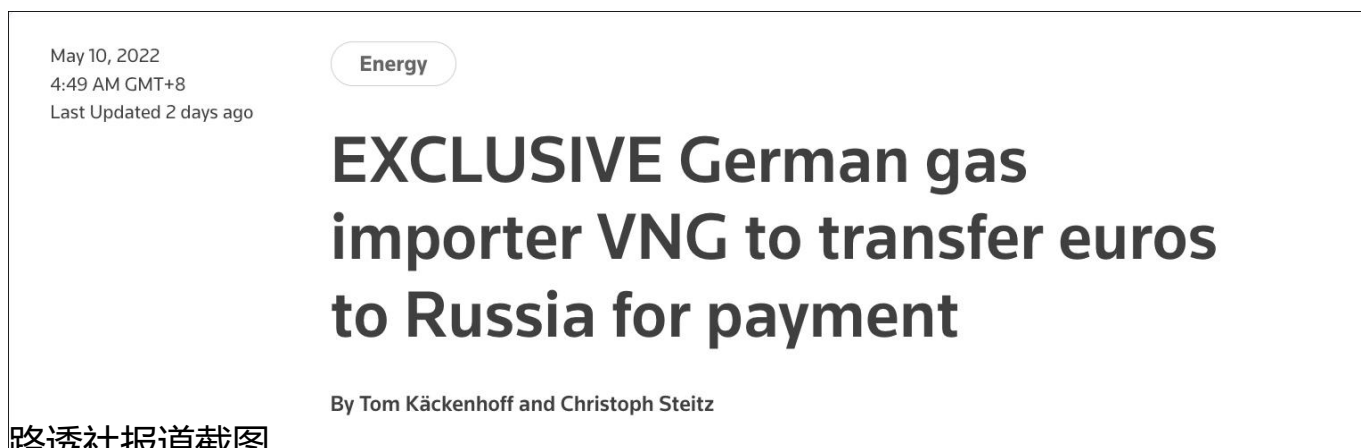 May 10, 2022
4:49 AM GMT+8
Last Updated 2 days ago
Energy
EXCLUSIVE German gas
importer VNG to transfer euros
to Russia for payment
By Tom Käckenhoff and Christoph Steitz
路透社报道截图